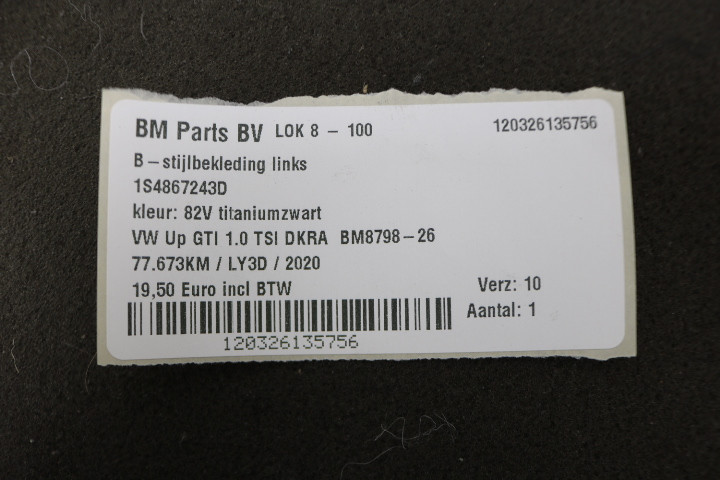 BM Parts BV LOK 8 - 100 120326135756
B-stijlbekleding links
1S4867243D
kleur: 82V titaniumzwart
VW Up GTI 1.0 TSI DKRA BM8798-26
77.673KM / LY3D / 2020
19,50 Euro incl BTW Verz: 10
Aantal: 1
120326135756